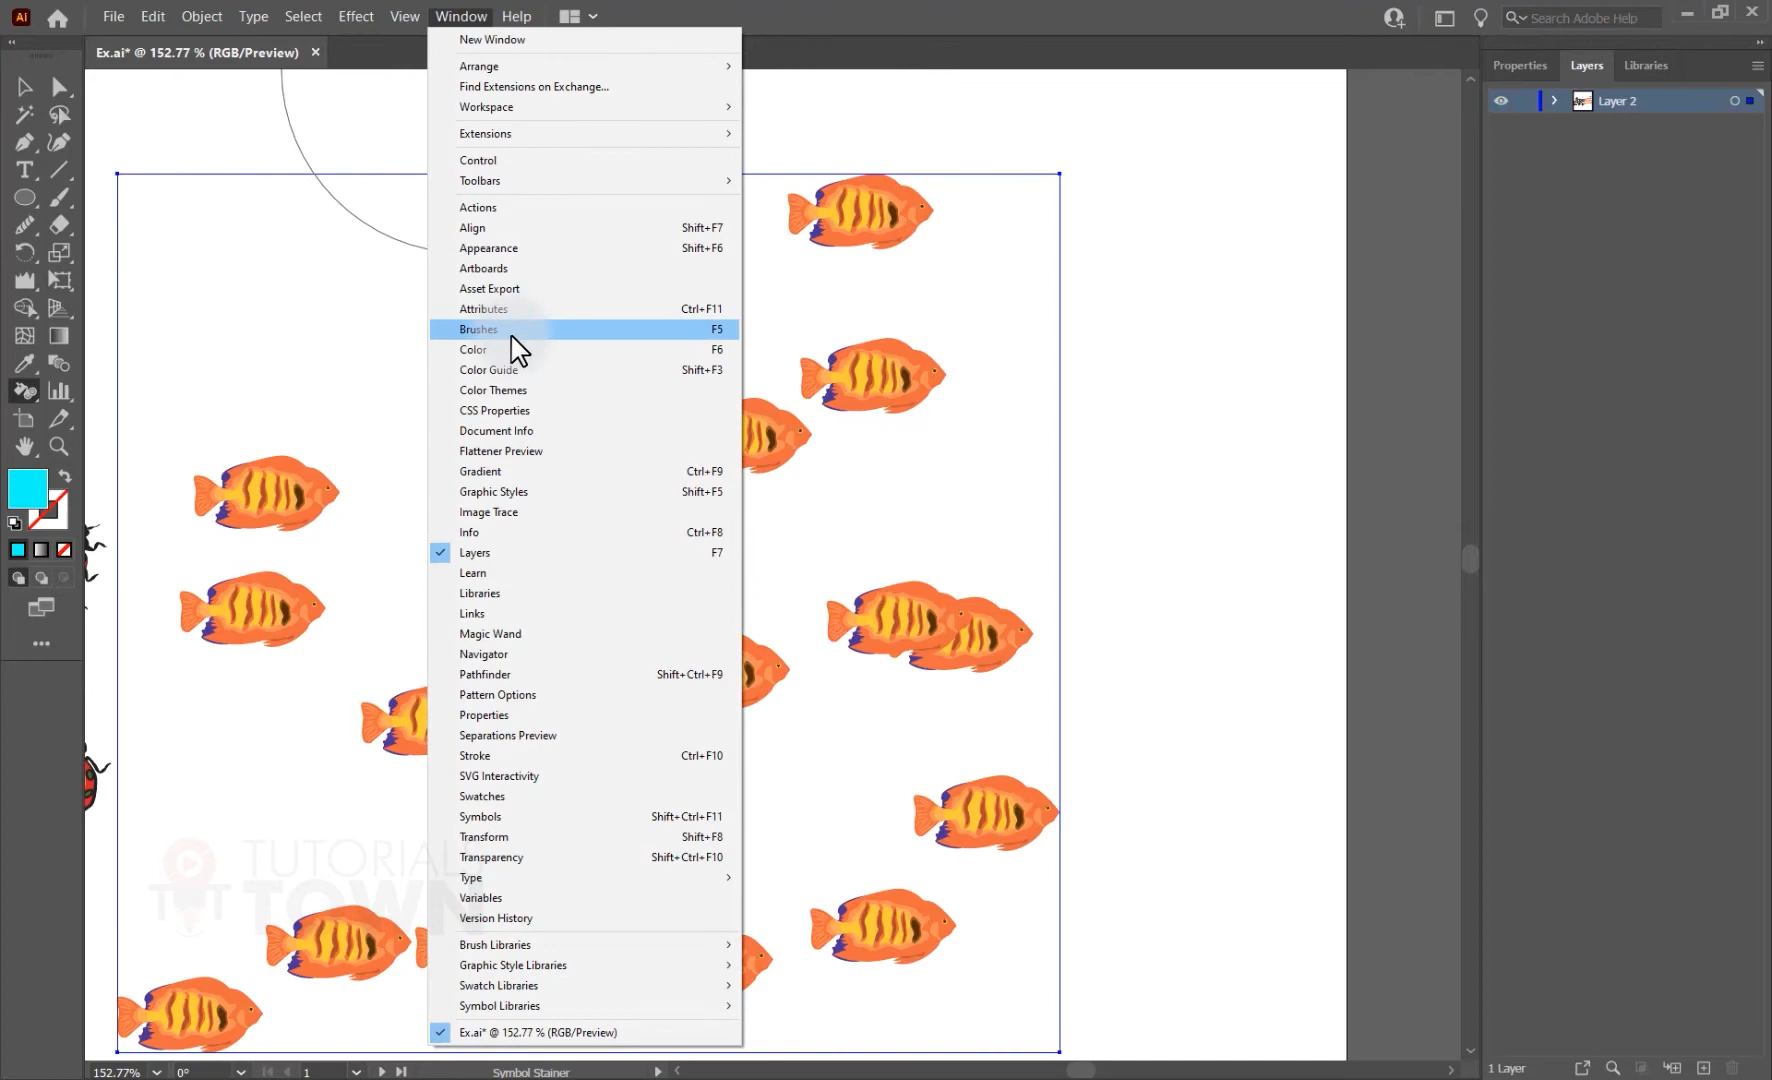 Ai File Edit Object Type Select Effect View Window Help Search Adobe Help
Ex.ai* @ 152.77 % (RGB/Preview) ×
New Window
Arrange
Find Extensions on Exchange...
Workspace
Extensions
Control
Toolbars
Actions
Align Shift+F7
Appearance Shift+F6
Artboards
Asset Export
Attributes Ctrl+F11
Brushes F5
Color F6
Color Guide Shift+F3
Color Themes
CSS Properties
Document Info
Flattener Preview
Gradient Ctrl+F9
Graphic Styles Shift+F5
Image Trace
Info Ctrl+F8
Layers F7
Learn
Libraries
Links
Magic Wand
Navigator
Pathfinder Shift+Ctrl+F9
Pattern Options
Properties
Separations Preview
Stroke Ctrl+F10
SVG Interactivity
Swatches
Symbols Shift+Ctrl+F11
Transform Shift+F8
Transparency Shift+Ctrl+F10
Type
Variables
Version History
Brush Libraries
Graphic Style Libraries
Swatch Libraries
Symbol Libraries
Ex.ai* @ 152.77 % (RGB/Preview)
Properties Layers Libraries
Layer 2
TUTORIAL
TOWN
152.77% 0° 1 Symbol Stainer
1 Layer